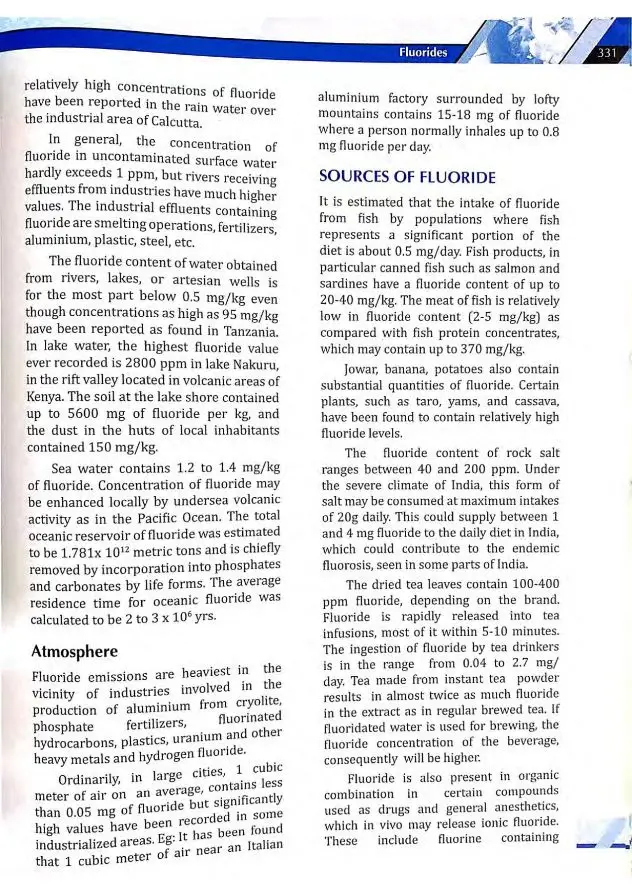 Fluorides
331
relatively high concentrations of fluoride
have been reported in the rain water over
the industrial area of Calcutta.
In general, the concentration of
fluoride in uncontaminated surface water
hardly exceeds 1 ppm, but rivers receiving
effluents from industries have much higher
values. The industrial effluents containing
fluoride are smelting operations, fertilizers,
aluminium, plastic, steel, etc.
The fluoride content of water obtained
from rivers, lakes, or artesian wells is
for the most part below 0.5 mg/kg even
though concentrations as high as 95 mg/kg
have been reported as found in Tanzania.
In lake water, the highest fluoride value
ever recorded is 2800 ppm in lake Nakuru,
in the rift valley located in volcanic areas of
Kenya. The soil at the lake shore contained
up to 5600 mg of fluoride per kg, and
the dust in the huts of local inhabitants
contained 150 mg/kg.
Sea water contains 1.2 to 1.4 mg/kg
of fluoride. Concentration of fluoride may
be enhanced locally by undersea volcanic
activity as in the Pacific Ocean. The total
oceanic reservoir of fluoride was estimated
to be 1.781x 10¹² metric tons and is chiefly
removed by incorporation into phosphates
and carbonates by life forms. The average
residence time for oceanic fluoride was
calculated to be 2 to 3 x 10⁶ yrs.
Atmosphere
Fluoride emissions are heaviest in the
vicinity of industries involved in the
production of aluminium from cryolite,
phosphate fertilizers, fluorinated
hydrocarbons, plastics, uranium and other
heavy metals and hydrogen fluoride.
Ordinarily, in large cities, 1 cubic
meter of air on an average, contains less
than 0.05 mg of fluoride but significantly
high values have been recorded in some
industrialized areas. Eg: It has been found
that 1 cubic meter of air near an Italian
aluminium factory surrounded by lofty
mountains contains 15-18 mg of fluoride
where a person normally inhales up to 0.8
mg fluoride per day.
SOURCES OF FLUORIDE
It is estimated that the intake of fluoride
from fish by populations where fish
represents a significant portion of the
diet is about 0.5 mg/day. Fish products, in
particular canned fish such as salmon and
sardines have a fluoride content of up to
20-40 mg/kg. The meat of fish is relatively
low in fluoride content (2-5 mg/kg) as
compared with fish protein concentrates,
which may contain up to 370 mg/kg.
Jowar, banana, potatoes also contain
substantial quantities of fluoride. Certain
plants, such as taro, yams, and cassava,
have been found to contain relatively high
fluoride levels.
The fluoride content of rock salt
ranges between 40 and 200 ppm. Under
the severe climate of India, this form of
salt may be consumed at maximum intakes
of 20g daily. This could supply between 1
and 4 mg fluoride to the daily diet in India,
which could contribute to the endemic
fluorosis, seen in some parts of India.
The dried tea leaves contain 100-400
ppm fluoride, depending on the brand.
Fluoride is rapidly released into tea
infusions, most of it within 5-10 minutes.
The ingestion of fluoride by tea drinkers
is in the range from 0.04 to 2.7 mg/
day. Tea made from instant tea powder
results in almost twice as much fluoride
in the extract as in regular brewed tea. If
fluoridated water is used for brewing, the
fluoride concentration of the beverage,
consequently will be higher.
Fluoride is also present in organic
combination in certain compounds
used as drugs and general anesthetics,
which in vivo may release ionic fluoride.
These include fluorine containing